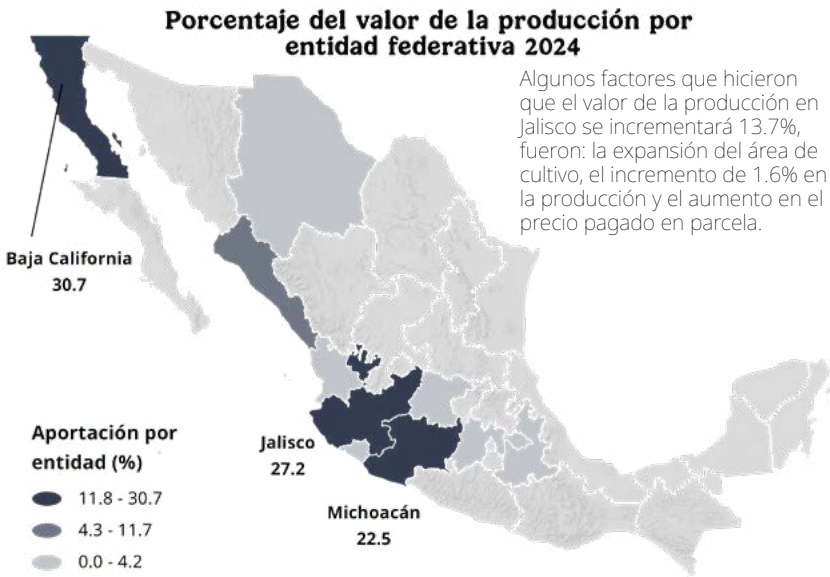 Porcentaje del valor de la producción por
entidad federativa 2024
Algunos factores que hicieron
que el valor de la producción en
Jalisco se incrementará 13.7%,
fueron: la expansión del área de
cultivo, el incremento de 1.6% en
la producción y el aumento en el
precio pagado en parcela.
Baja California
30.7
Jalisco
27.2
Michoacán
22.5
Aportación por
entidad (%)
11.8 - 30.7
4.3 - 11.7
0.0 - 4.2